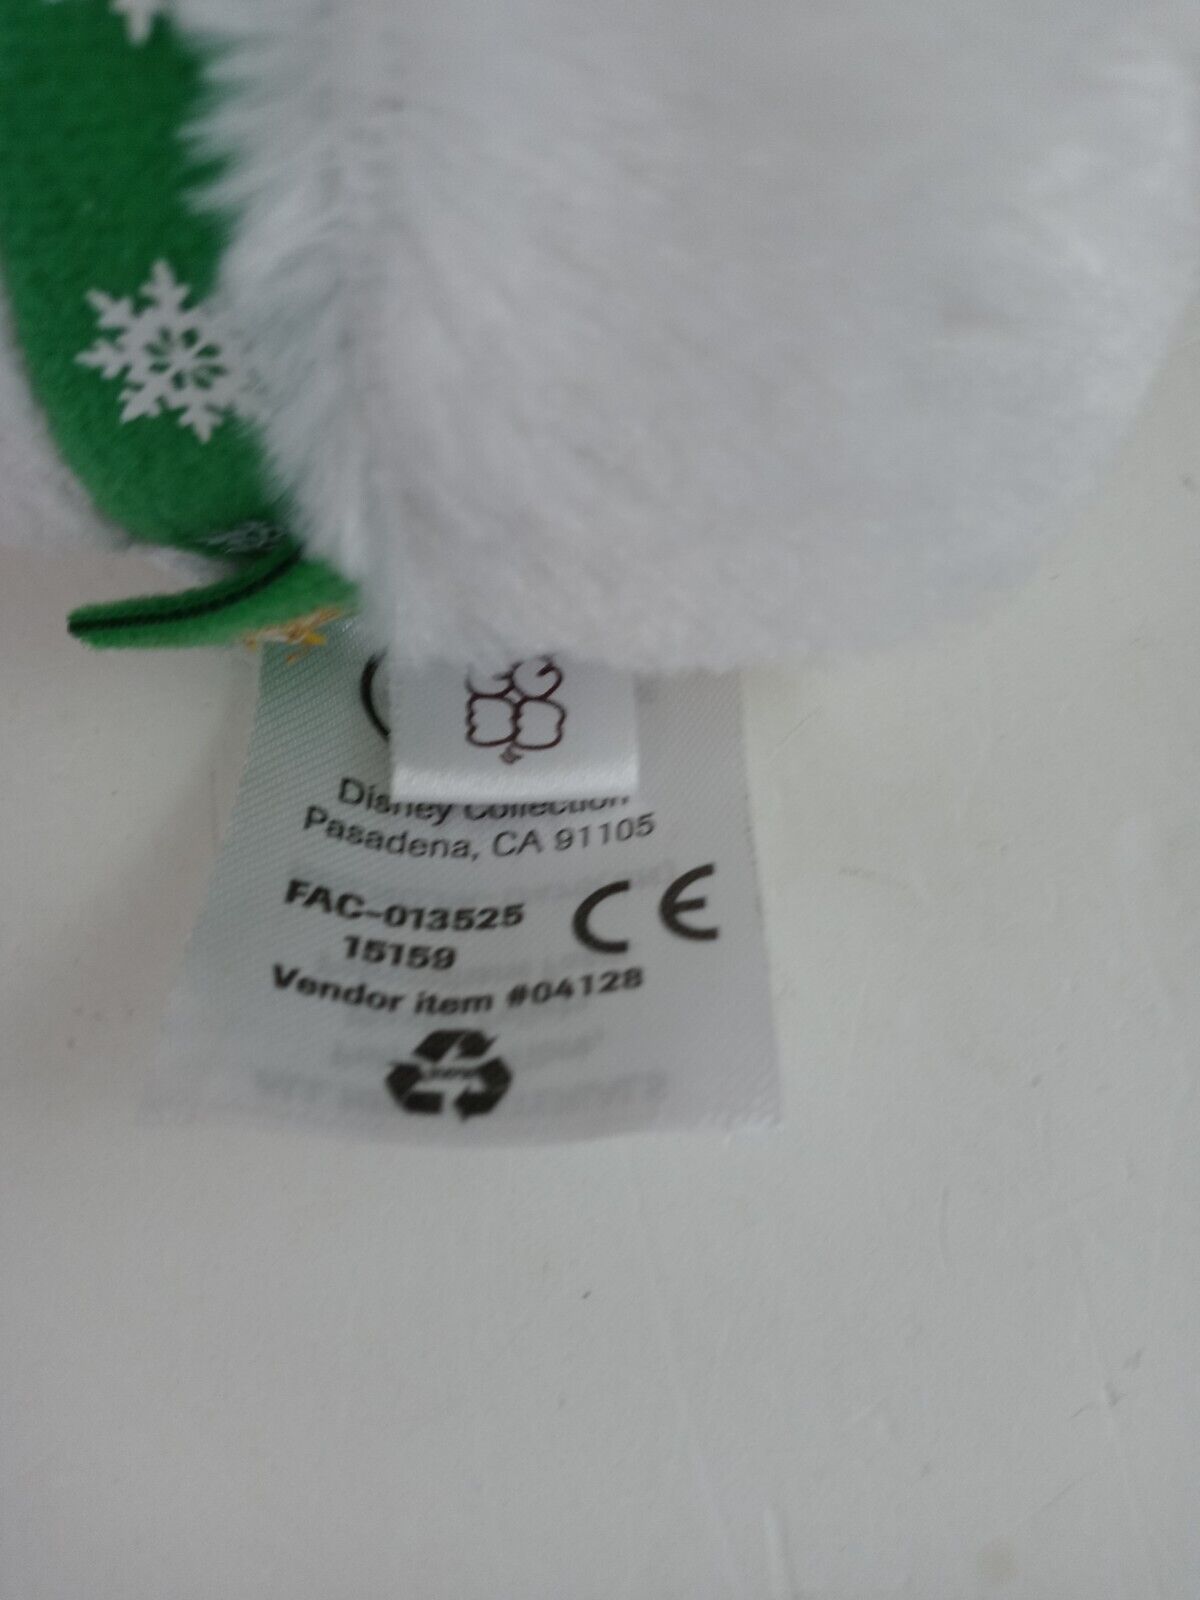 Disney Collection
Pasadena, CA 91105
FAC-013525
15159
CE
Vendor item #04128